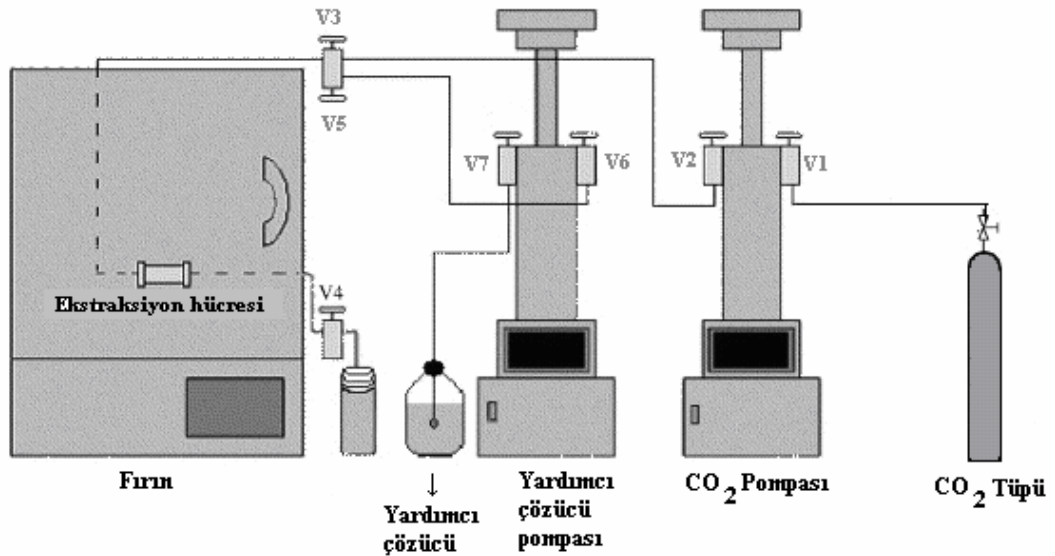 V3
V5
V7
V6
V2
V1
Ekstraksiyon hücresi
V4
Fırın
↓
Yardımcı
çözücü
Yardımcı
çözücü
pompası
CO2 Pompası
CO2 Tüpü